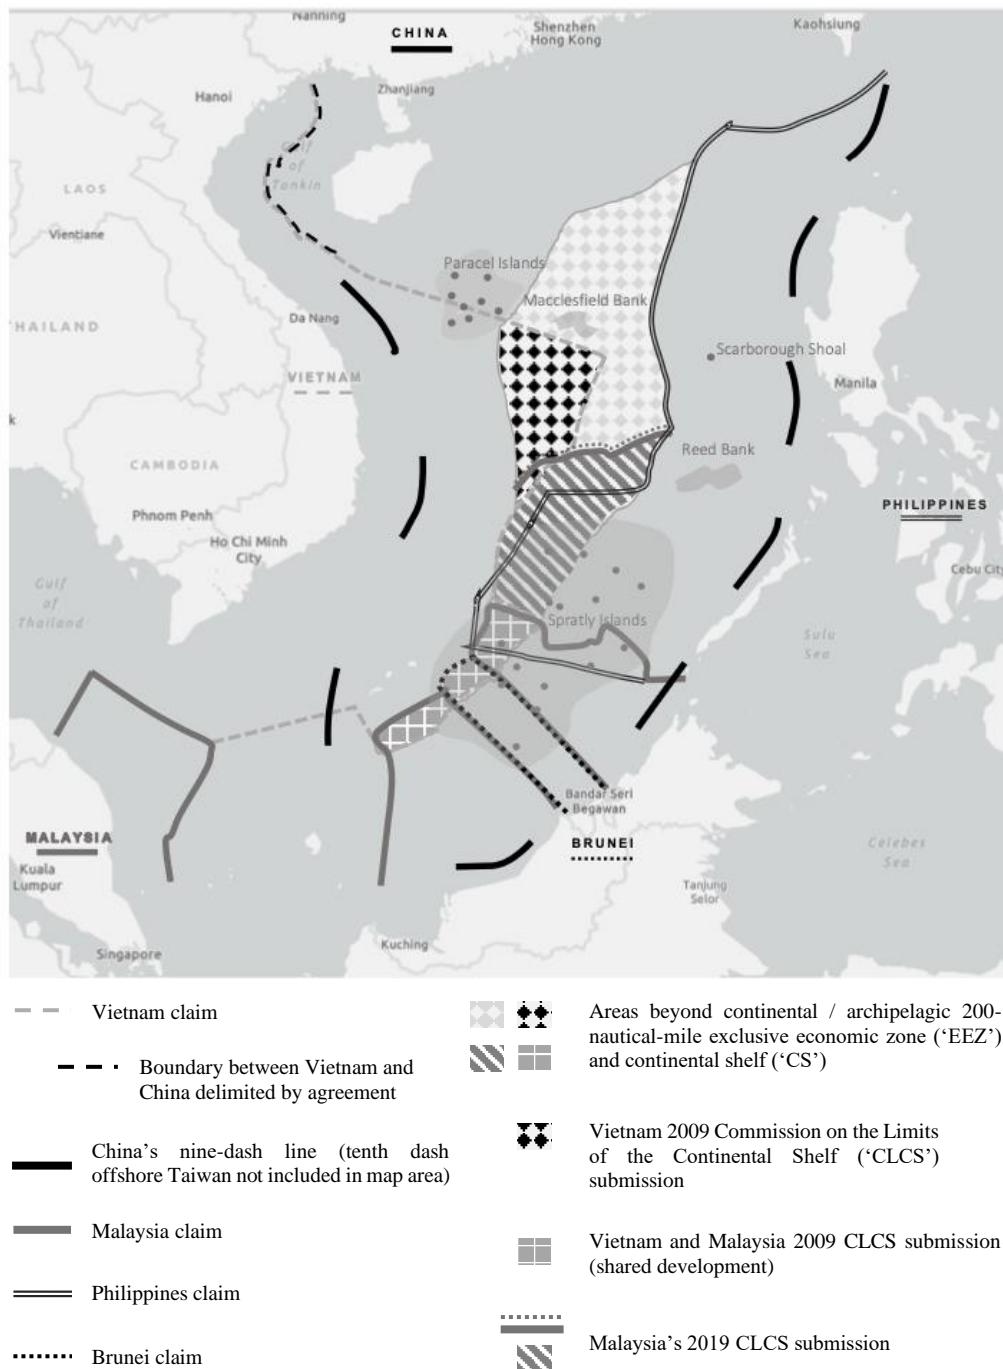 Nanning
CHINA
Shenzhen
Hong Kong
Kaohsiung
Hanoi
Zhanjiang
Gulf
of
Tonkin
LAOS
Vientiane
Paracel Islands
Macclesfield Bank
THAILAND
Da Nang
Scarborough Shoal
VIETNAM
Manila
k
CAMBODIA
Reed Bank
PHILIPPINES
Phnom Penh
Ho Chi Minh
City
Cebu City
Gulf
of
Thailand
Spratly Islands
Sulu
Sea
Bandar Seri
Begawan
MALAYSIA
BRUNEI
Celebes
Sea
Kuala
Lumpur
Tanjung
Selor
Kuching
Singapore
Vietnam claim
Boundary between Vietnam and
China delimited by agreement
China’s nine-dash line (tenth dash
offshore Taiwan not included in map area)
Malaysia claim
Philippines claim
Brunei claim
Areas beyond continental / archipelagic 200-
nautical-mile exclusive economic zone (‘EEZ’)
and continental shelf (‘CS’)
Vietnam 2009 Commission on the Limits
of the Continental Shelf (‘CLCS’)
submission
Vietnam and Malaysia 2009 CLCS submission
(shared development)
Malaysia’s 2019 CLCS submission